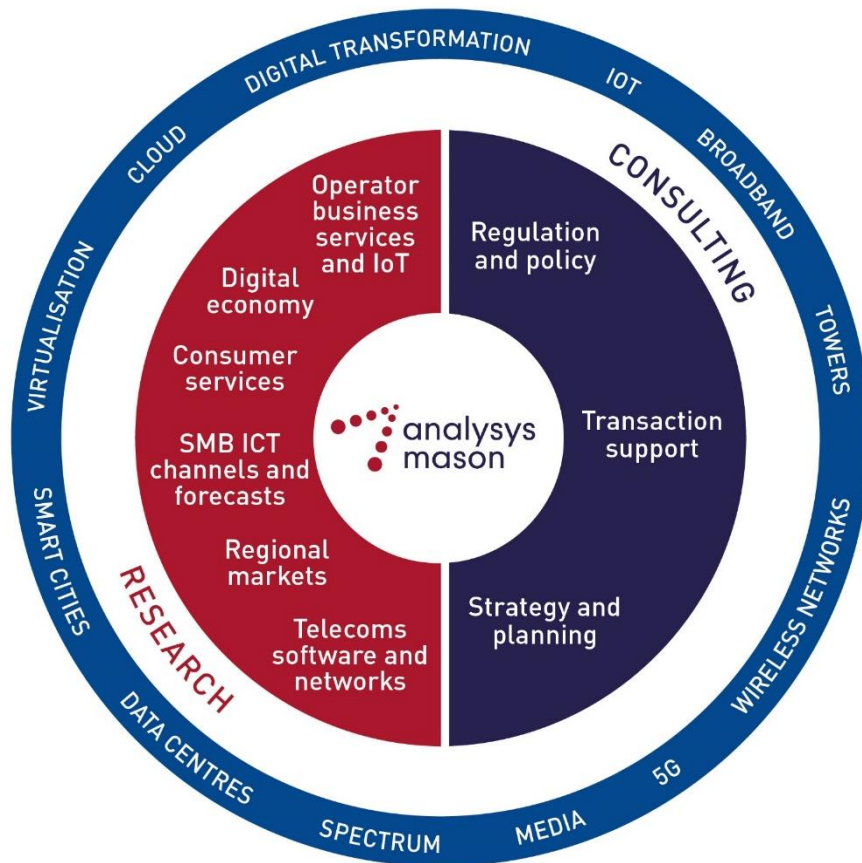 DIGITAL TRANSFORMATION
IOT
BROADBAND
TOWERS
WIRELESS NETWORKS
5G
MEDIA
SPECTRUM
DATA CENTRES
SMART CITIES
VIRTUALISATION
CLOUD
RESEARCH
Operator
business
services
and IoT
Digital
economy
Consumer
services
SMB ICT
channels and
forecasts
Regional
markets
Telecoms
software and
networks
CONSULTING
Regulation
and policy
Transaction
support
Strategy and
planning
analysys
mason